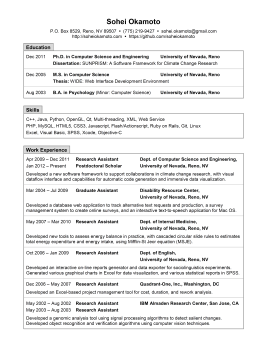 Sohei Okamoto
P.O. Box 8529, Reno, NV 89507 • (775) 219-9427 • sohei.okamoto@gmail.com
http://soheiokamoto.com • https://github.com/soheiokamoto
Education
Dec 2011 Ph.D. in Computer Science and Engineering University of Nevada, Reno
Dissertation: SUNPRISM: A Software Framework for Climate Change Research
Dec 2005 M.S. in Computer Science University of Nevada, Reno
Thesis: WIDE: Web Interface Development Environment
Aug 2003 B.A. in Psychology (Minor: Computer Science) University of Nevada, Reno
Skills
C++, Java, Python, OpenGL, Qt, Multi-threading, XML, Web Service
PHP, MySQL, HTML5, CSS3, Javascript, Flash/Actionscript, Ruby on Rails, Git, Linux
Excel, Visual Basic, SPSS, Xcode, Objective-C
Work Experience
Apr 2009 – Dec 2011 Research Assistant Dept. of Computer Science and Engineering,
Jan 2012 – Present Postdoctoral Scholar University of Nevada, Reno, NV
Developed a new software framework to support collaborations in climate change research, with visual
dataflow interface and capabilities for automatic code generation and immersive data visualization.
Mar 2004 – Jul 2009 Graduate Assistant Disability Resource Center,
University of Nevada, Reno, NV
Developed a database web application to track alternative text requests and production, a survey
management system to create online surveys, and an interactive text-to-speech application for Mac OS.
May 2007 – Mar 2010 Research Assistant Dept. of Internal Medicine,
University of Nevada, Reno, NV
Developed new tools to assess energy balance in practice, with cascaded circular slide rules to estimate
total energy expenditure and energy intake, using Mifflin-St Jeor equation (MSJE).
Oct 2006 – Jan 2009 Research Assistant Dept. of English,
University of Nevada, Reno, NV
Developed an interactive on-line reports generator and data exporter for sociolinguistics experiments.
Generated various graphical charts in Excel for data visualization, and various statistical reports in SPSS.
Dec 2006 – May 2007 Research Assistant Quadrant-One, Inc., Washington, DC
Developed an Excel-based project management tool for cost, duration, and rework analysis.
May 2002 – Aug 2002 Research Assistant IBM Almaden Research Center, San Jose, CA
May 2003 – Aug 2003 Research Assistant
Developed a genomic analysis tool using signal processing algorithms to detect salient changes.
Developed object recognition and verification algorithms using computer vision techniques.